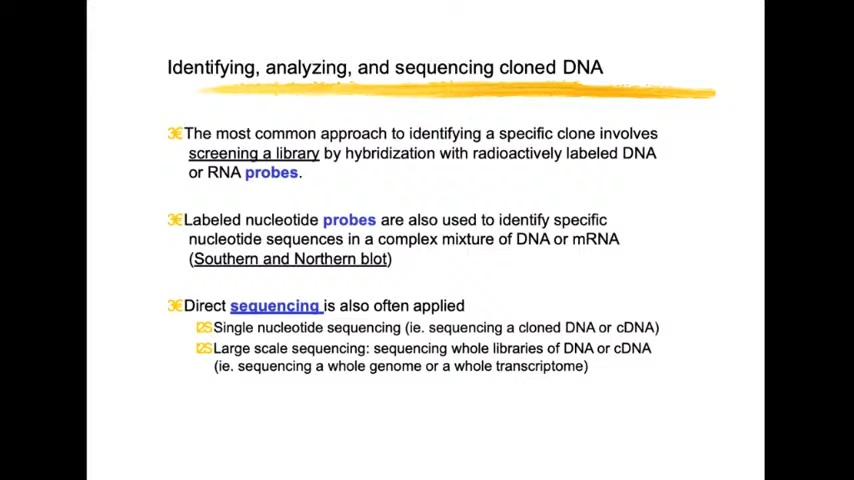 Identifying, analyzing, and sequencing cloned DNA
3€The most common approach to identifying a specific clone involves
screening a library by hybridization with radioactively labeled DNA
or RNA probes.
3€Labeled nucleotide probes are also used to identify specific
nucleotide sequences in a complex mixture of DNA or mRNA
(Southern and Northern blot)
3€Direct sequencing is also often applied
Single nucleotide sequencing (ie. sequencing a cloned DNA or cDNA)
Large scale sequencing: sequencing whole libraries of DNA or cDNA
(ie. sequencing a whole genome or a whole transcriptome)